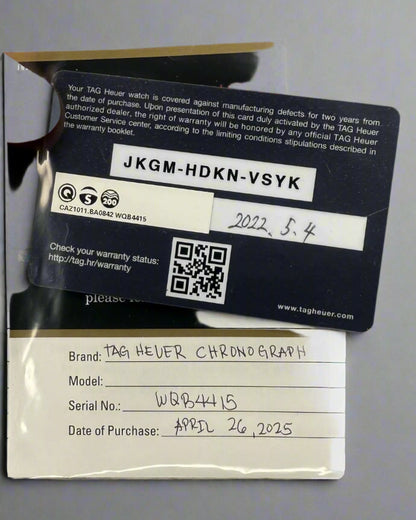 Your TAG Heuer watch is covered against manufacturing defects for two years from
the date of purchase. Upon presentation of this card duly activated by the TAG Heuer
authorized dealer, the right of warranty will be honored by any official TAG Heuer
Customer Service center, according to the limiting conditions stipulations described in
the warranty booklet.
JKGM-HDKN-VSYK
Q S 200
CAZ1011.BA0842 WQB4415
2022. 5. 4
Check your warranty status:
http://tag.hr/warranty
www.tagheuer.com
please
Brand: TAG HEUER CHRONOGRAPH
Model:
Serial No.: WQB4415
Date of Purchase: APRIL 26, 2025